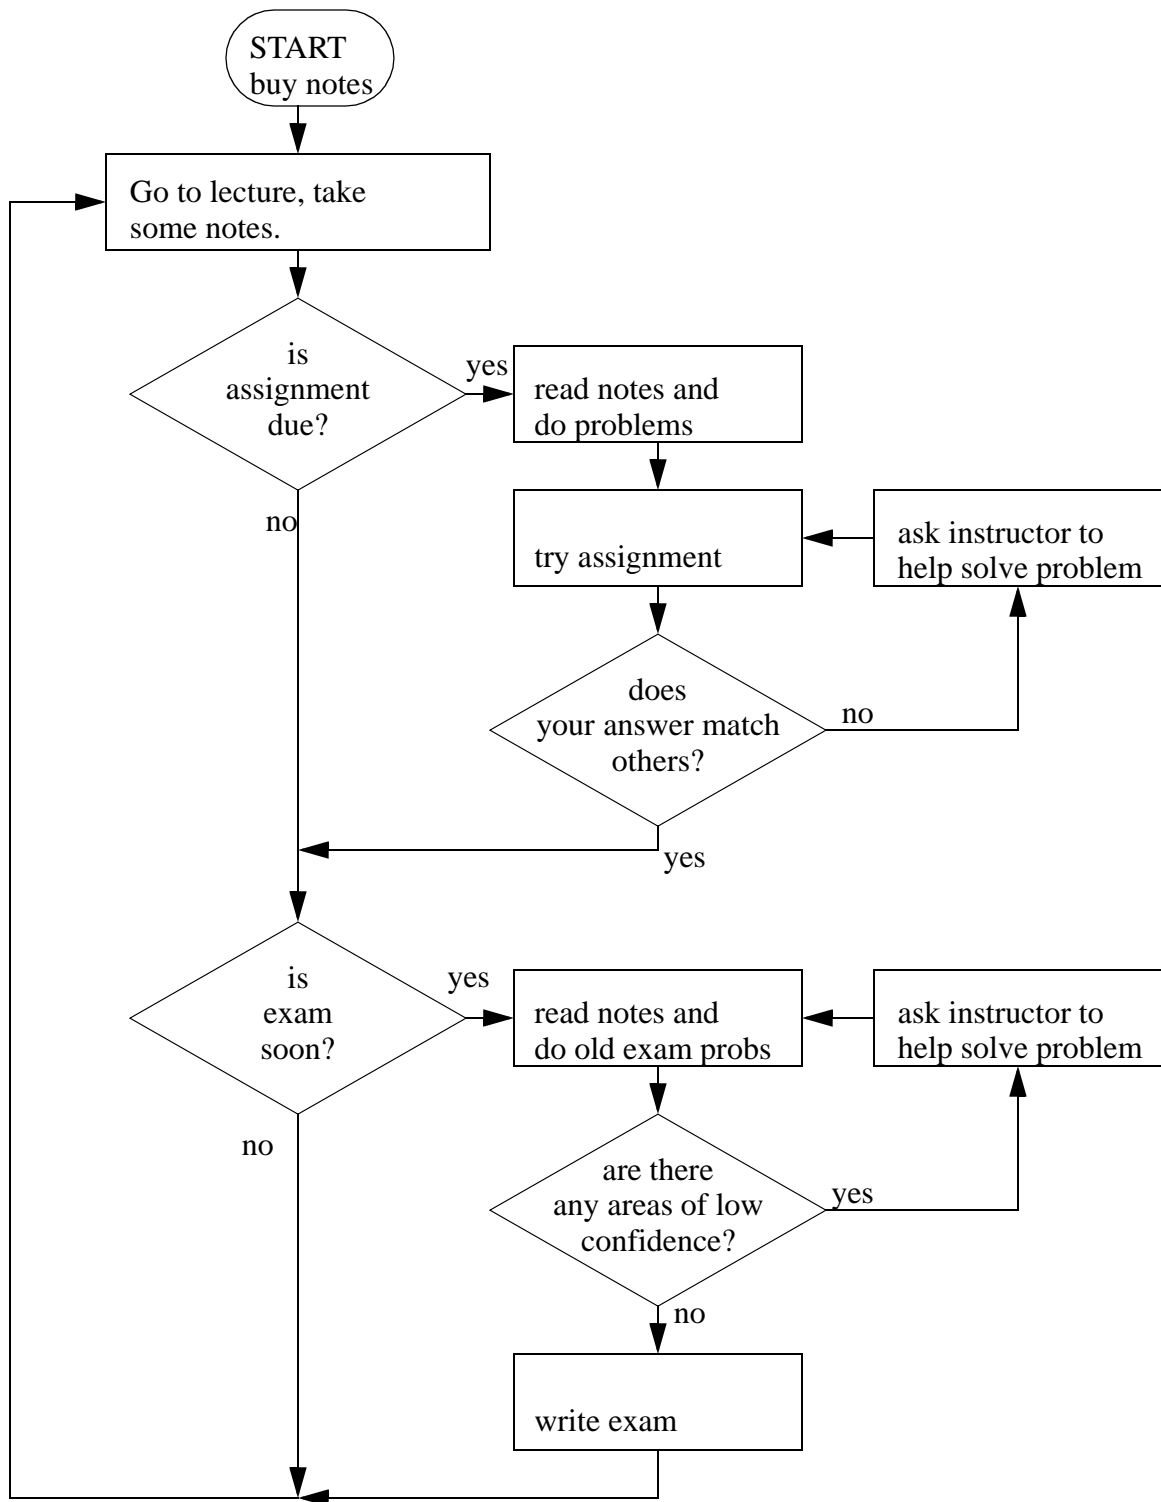 START
buy notes
Go to lecture, take
some notes.
is
assignment
due?
yes
read notes and
do problems
no
try assignment
ask instructor to
help solve problem
does
your answer match
others?
no
yes
is
exam
soon?
yes
read notes and
do old exam probs
ask instructor to
help solve problem
no
are there
any areas of low
confidence?
yes
no
write exam